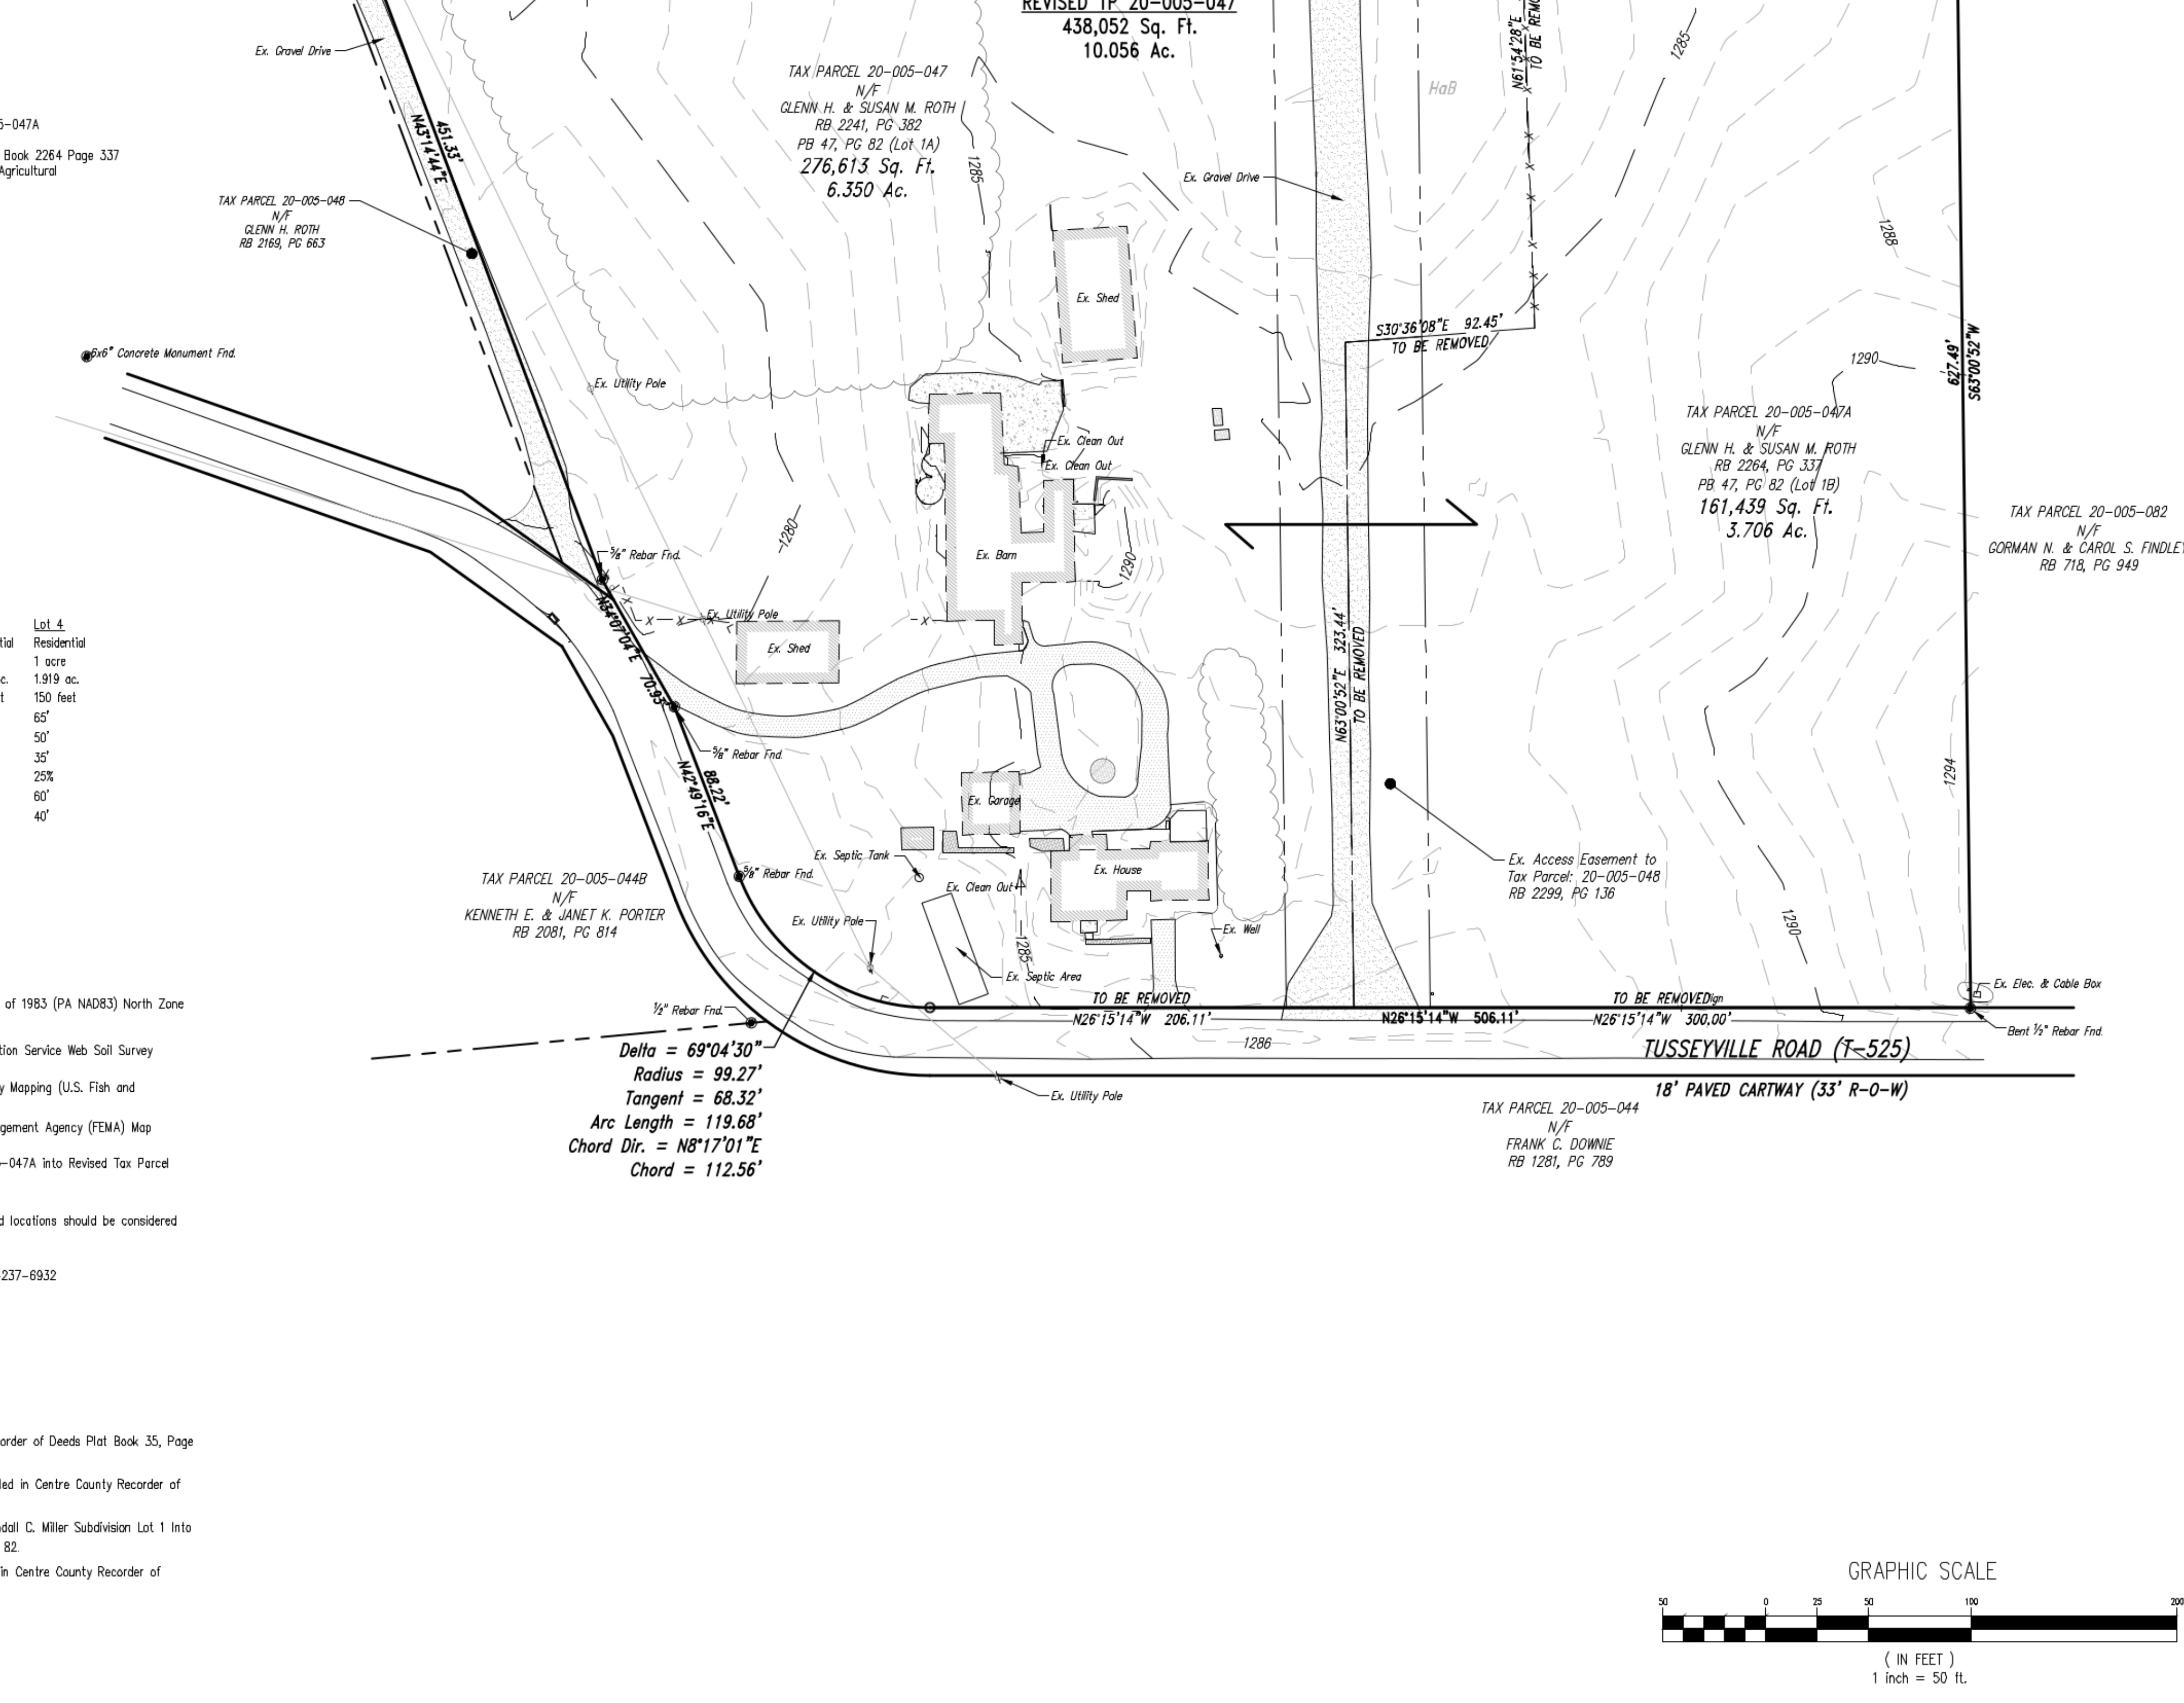 REVISED TP 20-005-047
438,052 Sq. Ft.
10.056 Ac.
Ex. Gravel Drive
TAX PARCEL 20-005-047
N/F
GLENN H. & SUSAN M. ROTH
RB 2241, PG 382
PB 47, PG 82 (Lot 1A)
276,613 Sq. Ft.
6.350 Ac.
N61°54'28"E
TO BE REMO
1285
HaB
5-047A
Book 2264 Page 337
Agricultural
451.33'
N43°14'44"E
1285
Ex. Gravel Drive
TAX PARCEL 20-005-048
N/F
GLENN H. ROTH
RB 2169, PG 663
1288
Ex. Shed
S30°36'08"E 92.45'
TO BE REMOVED
6x6" Concrete Monument Fnd.
Ex. Utility Pole
1290
627.49'
S63°00'52"W
TAX PARCEL 20-005-047A
N/F
GLENN H. & SUSAN M. ROTH
RB 2264, PG 337
PB 47, PG 82 (Lot 1B)
161,439 Sq. Ft.
3.706 Ac.
Ex. Clean Out
Ex. Clean Out
TAX PARCEL 20-005-082
N/F
GORMAN N. & CAROL S. FINDLEY
RB 718, PG 949
1280
⅝" Rebar Fnd.
Ex. Barn
1290
Ex. Utility Pole
Ex. Shed
N34°07'04"E 70.93'
N63°00'52"E 323.44'
TO BE REMOVED
Lot 4
tial Residential
1 acre
c. 1.919 ac.
t 150 feet
65'
50'
35'
25%
60'
40'
⅝" Rebar Fnd.
88.22'
N42°49'16"E
1294
Ex. Garage
Ex. House
Ex. Septic Tank
⅝" Rebar Fnd.
Ex. Clean Out
TAX PARCEL 20-005-044B
N/F
KENNETH E. & JANET K. PORTER
RB 2081, PG 814
Ex. Access Easement to
Tax Parcel: 20-005-048
RB 2299, PG 136
Ex. Utility Pole
1285
Ex. Well
1290
Ex. Septic Area
Ex. Elec. & Cable Box
of 1983 (PA NAD83) North Zone
½" Rebar Fnd.
TO BE REMOVED
N26°15'14"W 206.11'
N26°15'14"W 506.11'
TO BE REMOVEDign
N26°15'14"W 300.00'
Bent ½" Rebar Fnd.
1286
TUSSEYVILLE ROAD (T-525)
18' PAVED CARTWAY (33' R-O-W)
tion Service Web Soil Survey
y Mapping (U.S. Fish and
gement Agency (FEMA) Map
-047A into Revised Tax Parcel
Delta = 69°04'30"
Radius = 99.27'
Tangent = 68.32'
Arc Length = 119.68'
Chord Dir. = N8°17'01"E
Chord = 112.56'
Ex. Utility Pole
TAX PARCEL 20-005-044
N/F
FRANK C. DOWNIE
RB 1281, PG 789
d locations should be considered
-237-6932
order of Deeds Plat Book 35, Page
ded in Centre County Recorder of
dall C. Miller Subdivision Lot 1 Into
82.
in Centre County Recorder of
GRAPHIC SCALE
50 0 25 50 100 200
( IN FEET )
1 inch = 50 ft.